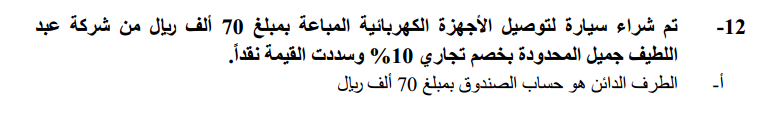 12- تم شراء سيارة لتوصيل الأجهزة الكهربائية المباعة بمبلغ 70 ألف ريال من شركة عبد
اللطيف جميل المحدودة بخصم تجاري 10% وسددت القيمة نقداً.
أ- الطرف الدائن هو حساب الصندوق بمبلغ 70 ألف ريال